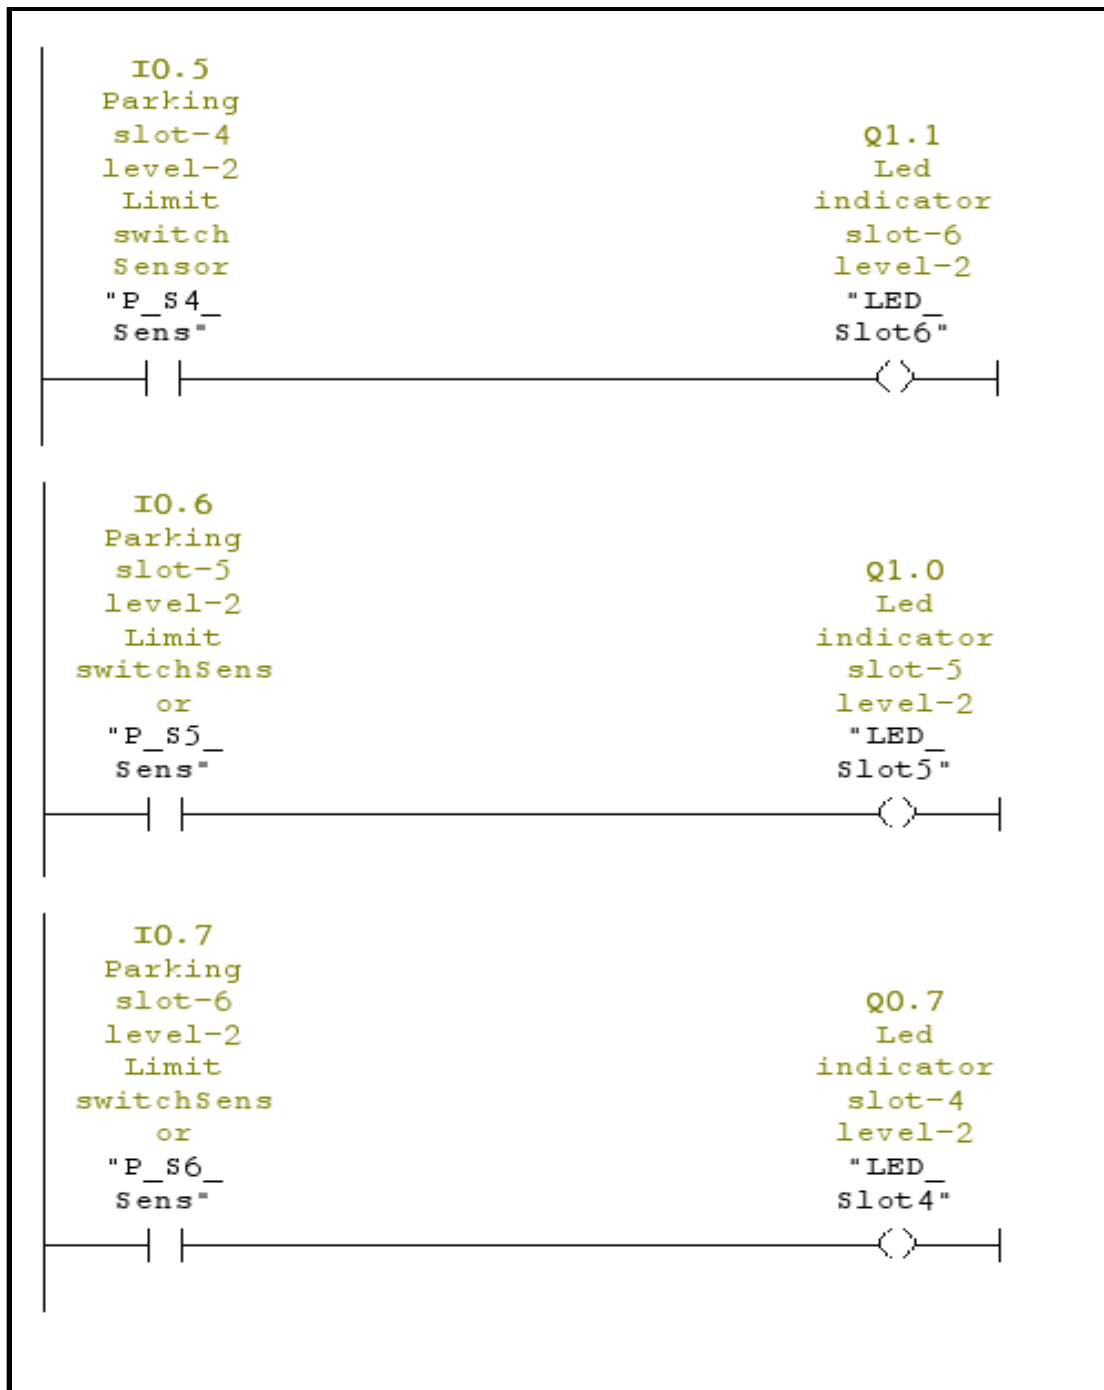 I0.5
Parking
slot-4
level-2
Limit
switch
Sensor
"P_S4_
Sens"
Q1.1
Led
indicator
slot-6
level-2
"LED_
Slot6"
I0.6
Parking
slot-5
level-2
Limit
switchSens
or
"P_S5_
Sens"
Q1.0
Led
indicator
slot-5
level-2
"LED_
Slot5"
I0.7
Parking
slot-6
level-2
Limit
switchSens
or
"P_S6_
Sens"
Q0.7
Led
indicator
slot-4
level-2
"LED_
Slot4"